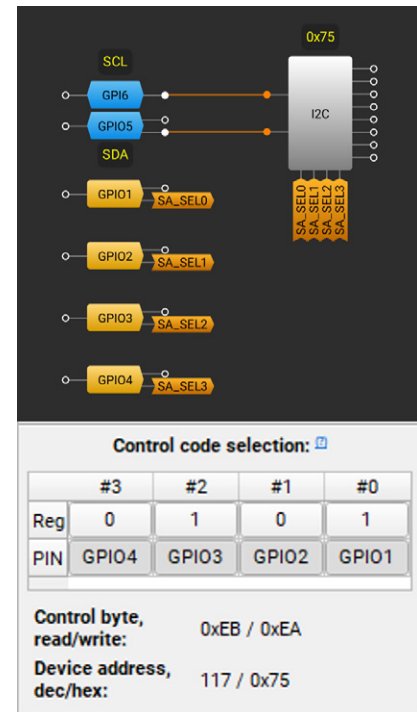 0x75
SCL
GPI6
I2C
GPIO5
SDA
GPIO1
SA_SEL0
SA_SEL0
SA_SEL1
SA_SEL2
SA_SEL3
GPIO2
SA_SEL1
GPIO3
SA_SEL2
GPIO4
SA_SEL3
Control code selection: [?]
#3 #2 #1 #0
Reg 0 1 0 1
PIN GPIO4 GPIO3 GPIO2 GPIO1
Control byte,
read/write: 0xEB / 0xEA
Device address,
dec/hex: 117 / 0x75